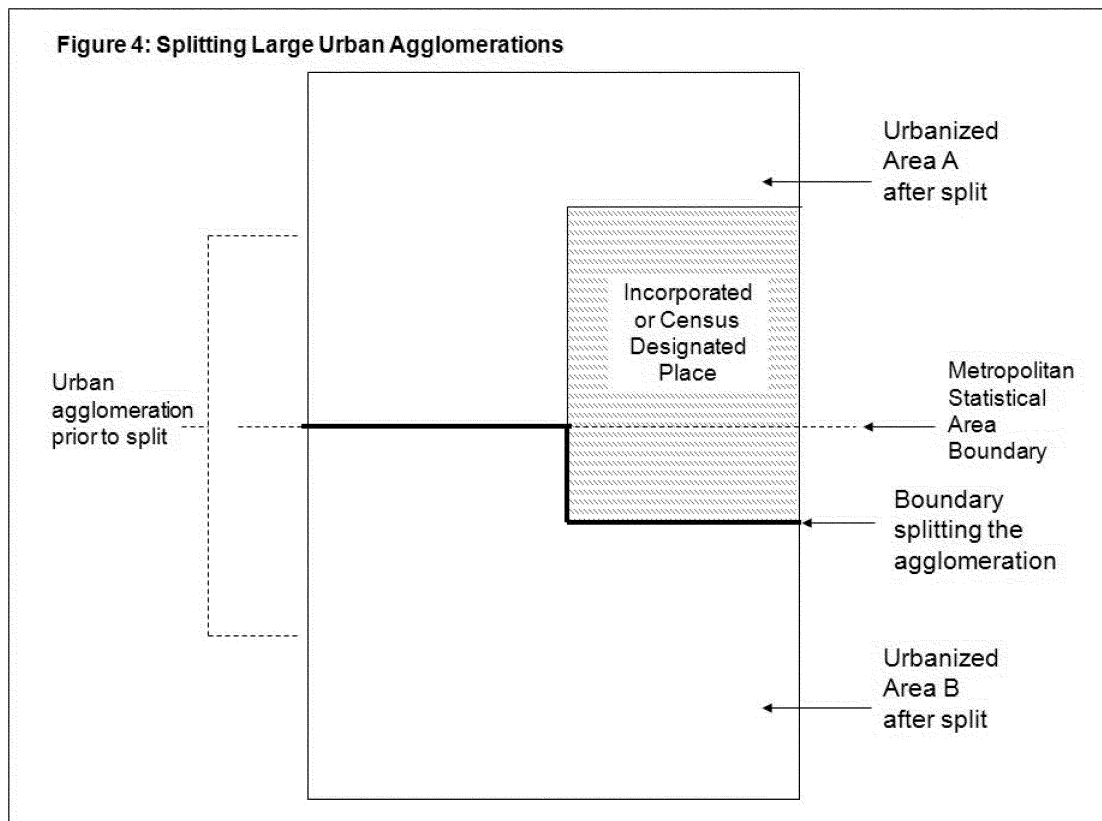 Figure 4: Splitting Large Urban Agglomerations
Urbanized
Area A
after split
Incorporated
or Census
Designated
Place
Urban
agglomeration
prior to split
Metropolitan
Statistical
Area
Boundary
Boundary
splitting the
agglomeration
Urbanized
Area B
after split